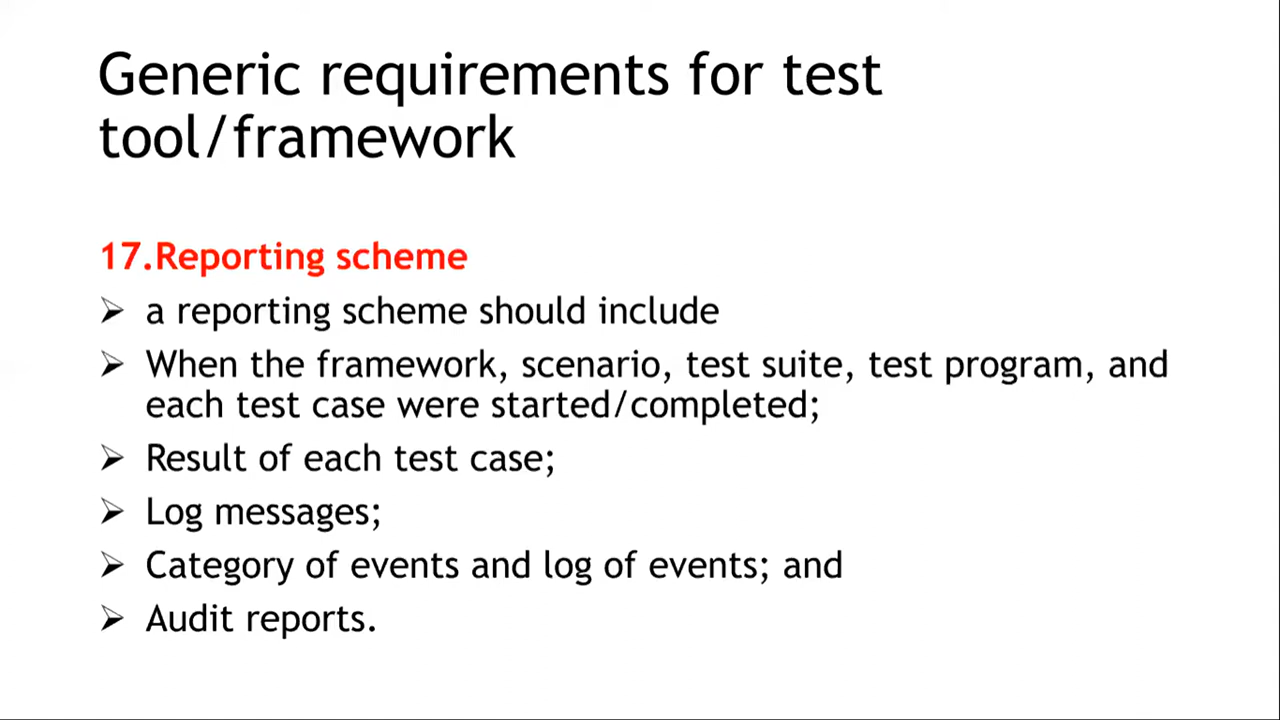 Generic requirements for test
tool/framework
17.Reporting scheme
➢ a reporting scheme should include
➢ When the framework, scenario, test suite, test program, and
each test case were started/completed;
➢ Result of each test case;
➢ Log messages;
➢ Category of events and log of events; and
➢ Audit reports.